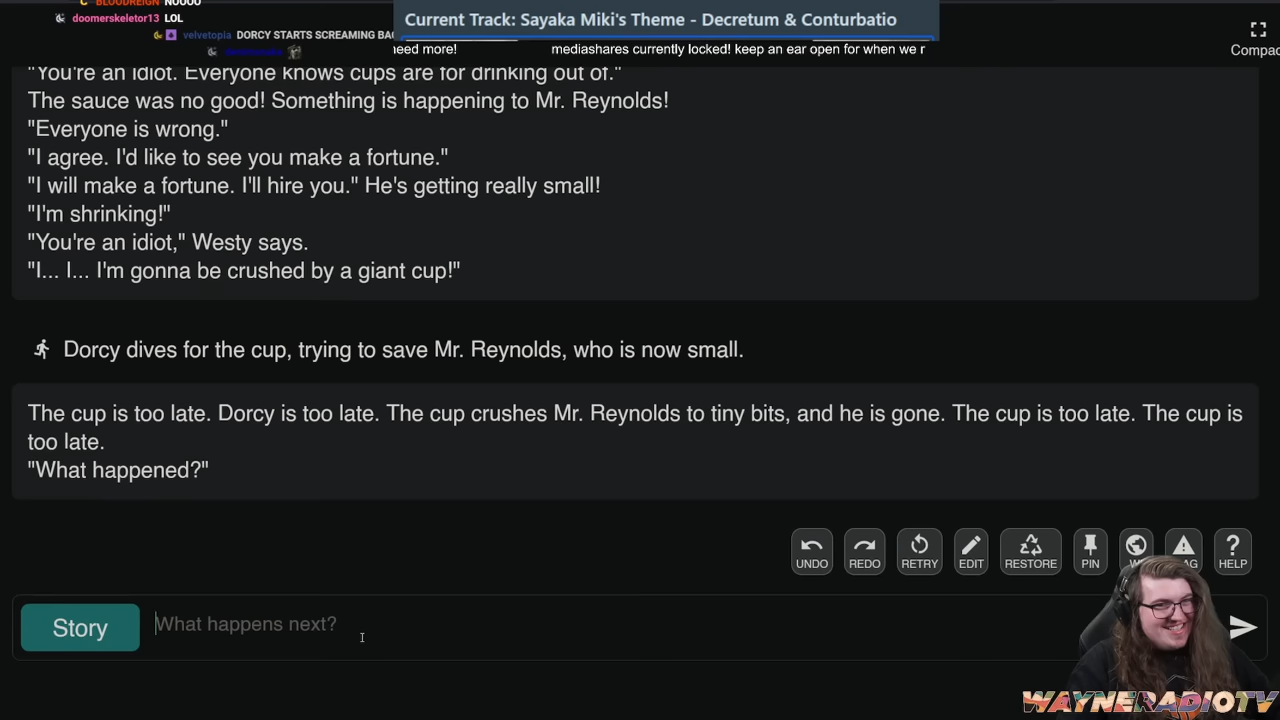 BLOODREIGN NOOOO
doomerskeletor13 LOL
velvetopia DORCY STARTS SCREAMING
Current Track: Sayaka Miki's Theme - Decretum & Conturbatio
need more!
mediashares currently locked! keep an ear open for when we r
Compac
"You're an idiot. Everyone knows cups are for drinking out of."
The sauce was no good! Something is happening to Mr. Reynolds!
"Everyone is wrong."
"I agree. I'd like to see you make a fortune."
"I will make a fortune. I'll hire you." He's getting really small!
"I'm shrinking!"
"You're an idiot," Westy says.
"I... I... I'm gonna be crushed by a giant cup!"
Dorcy dives for the cup, trying to save Mr. Reynolds, who is now small.
The cup is too late. Dorcy is too late. The cup crushes Mr. Reynolds to tiny bits, and he is gone. The cup is too late. The cup is
too late.
"What happened?"
UNDO REDO RETRY EDIT RESTORE PIN HELP
Story What happens next?
WAYNERADIOTV